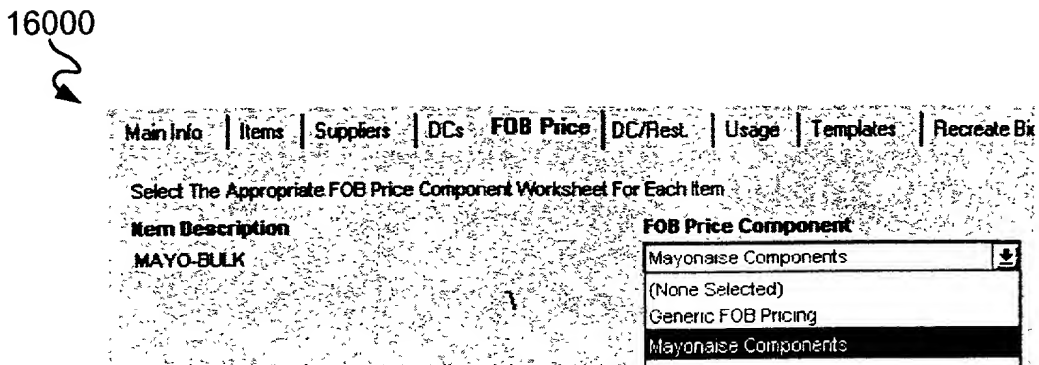 16000
Main Info Items Suppliers DCs FOB Price DC/Rest. Usage Templates Recreate
Select The Appropriate FOB Price Component Worksheet For Each Item
Item Description FOB Price Component
MAYO-BULK Mayonaise Components
(None Selected)
Generic FOB Pricing
Mayonaise Components